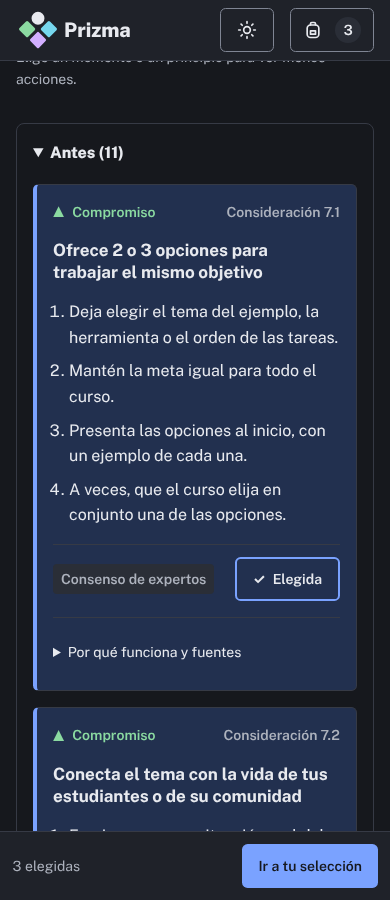 Prizma
3
acciones.
Antes (11)
Compromiso
Consideración 7.1
Ofrece 2 o 3 opciones para
trabajar el mismo objetivo
1. Deja elegir el tema del ejemplo, la
herramienta o el orden de las tareas.
2. Mantén la meta igual para todo el
curso.
3. Presenta las opciones al inicio, con
un ejemplo de cada una.
4. A veces, que el curso elija en
conjunto una de las opciones.
Consenso de expertos
✓ Elegida
Por qué funciona y fuentes
Compromiso
Consideración 7.2
Conecta el tema con la vida de tus
estudiantes o de su comunidad
3 elegidas
Ir a tu selección